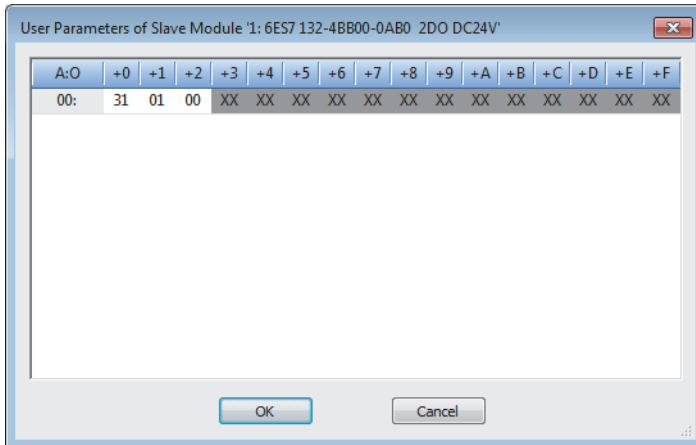 User Parameters of Slave Module '1: 6ES7 132-4BB00-0AB0  2DO DC24V'
A:O +0 +1 +2 +3 +4 +5 +6 +7 +8 +9 +A +B +C +D +E +F
00: 31 01 00 XX XX XX XX XX XX XX XX XX XX XX XX XX
OK Cancel